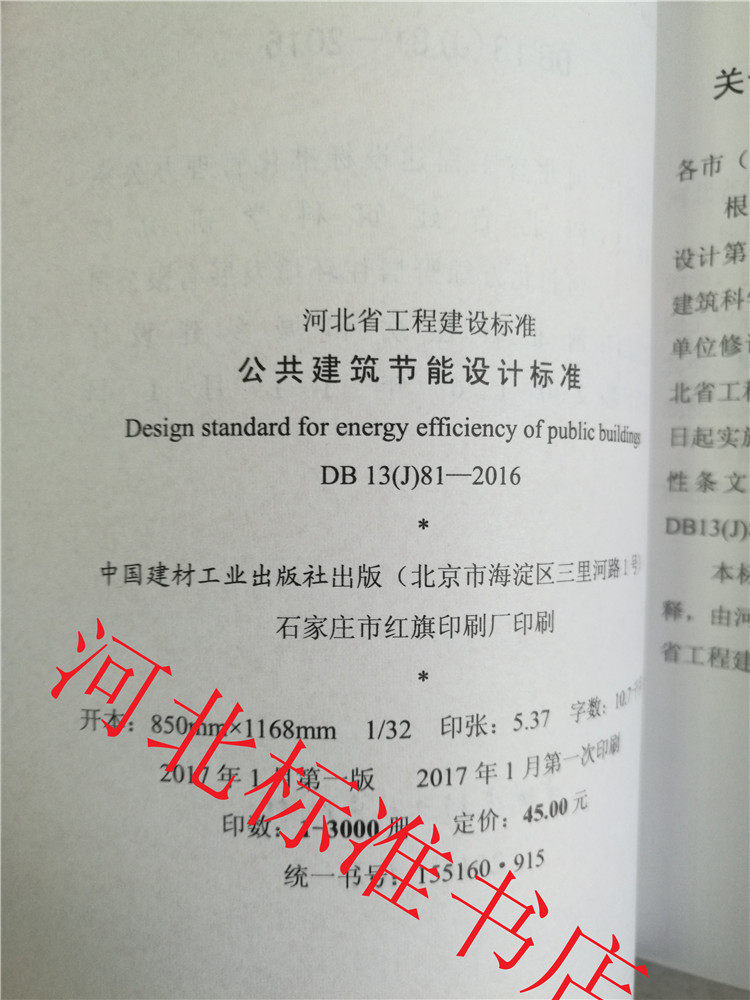 河北省工程建设标准
公共建筑节能设计标准
Design standard for energy efficiency of public buildings
DB 13(J)81—2016
*
中国建材工业出版社出版（北京市海淀区三里河路1号）
石家庄市红旗印刷厂印刷
*
开本：850mm×1168mm 1/32 印张：5.37 字数：10.7
2017年1月第一版 2017年1月第一次印刷
印数：1-3000册 定价：45.00元
统一书号：155160·915
河北标准书店
关
各市（
根
设计第
建筑科学
单位修
北省工程
日起实施
性条文
DB13(J)
本标
释，由河
省工程建